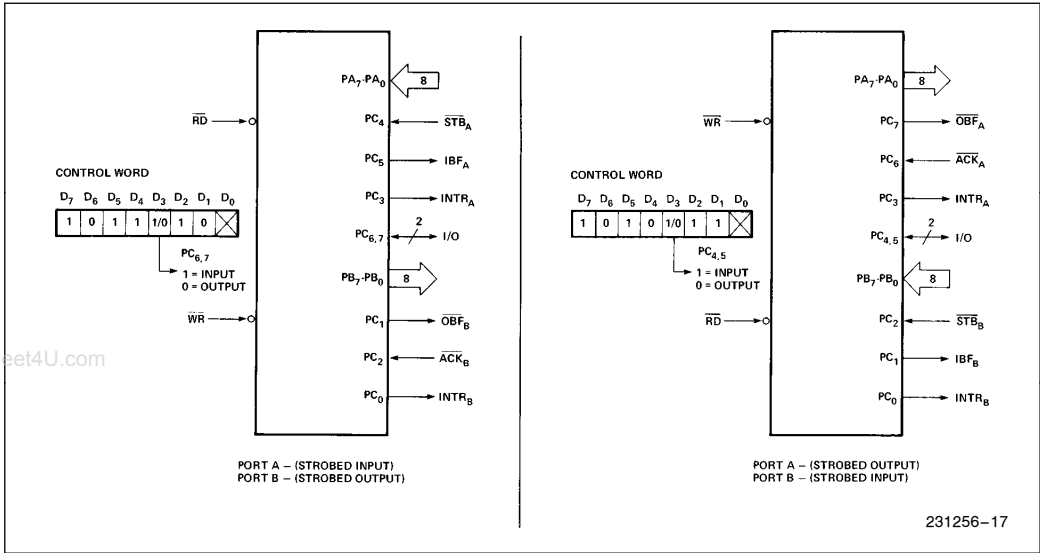 PA7-PA0
8
RD
PC4
STBA
PC5
IBFA
CONTROL WORD
PC3
INTRA
D7 D6 D5 D4 D3 D2 D1 D0
1 0 1 1 1/0 1 0
PC6,7
2
I/O
PC6,7
1 = INPUT
0 = OUTPUT
PB7-PB0
8
WR
PC1
OBFB
PC2
ACKB
PC0
INTRB
PORT A – (STROBED INPUT)
PORT B – (STROBED OUTPUT)
PA7-PA0
8
WR
PC7
OBFA
PC6
ACKA
CONTROL WORD
PC3
INTRA
D7 D6 D5 D4 D3 D2 D1 D0
1 0 1 0 1/0 1 1
PC4,5
2
I/O
PC4,5
1 = INPUT
0 = OUTPUT
PB7-PB0
8
RD
PC2
STBB
PC1
IBFB
PC0
INTRB
PORT A – (STROBED OUTPUT)
PORT B – (STROBED INPUT)
eet4U.com
231256–17